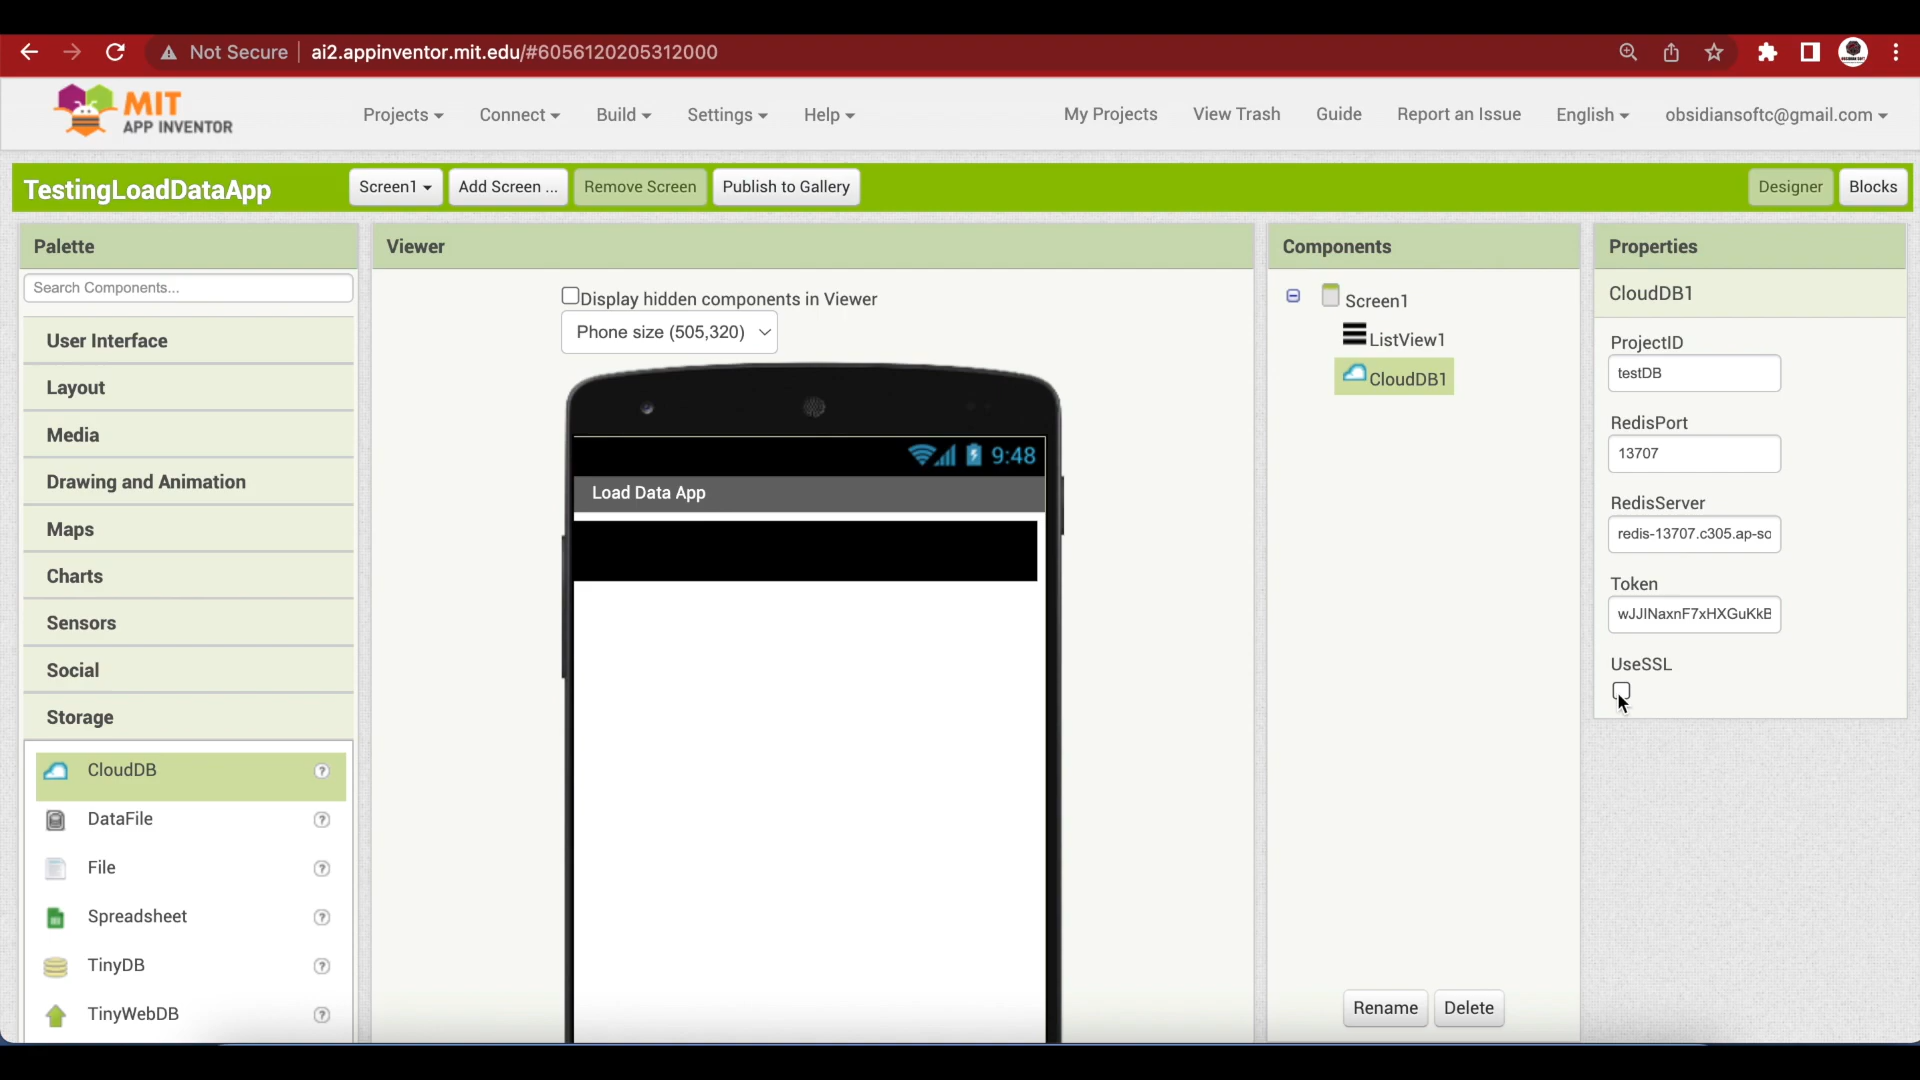 Not Secure ai2.appinventor.mit.edu/#6056120205312000
MIT
APP INVENTOR
Projects Connect Build Settings Help My Projects View Trash Guide Report an Issue English obsidiansoftc@gmail.com
TestingLoadDataApp Screen1 Add Screen ... Remove Screen Publish to Gallery Designer Blocks
Palette
Search Components...
User Interface
Layout
Media
Drawing and Animation
Maps
Charts
Sensors
Social
Storage
CloudDB ?
DataFile ?
File ?
Spreadsheet ?
TinyDB ?
TinyWebDB ?
Viewer
Display hidden components in Viewer
Phone size (505,320)
9:48
Load Data App
Components
Screen1
ListView1
CloudDB1
Rename Delete
Properties
CloudDB1
ProjectID
testDB
RedisPort
13707
RedisServer
redis-13707.c305.ap-so
Token
UseSSL